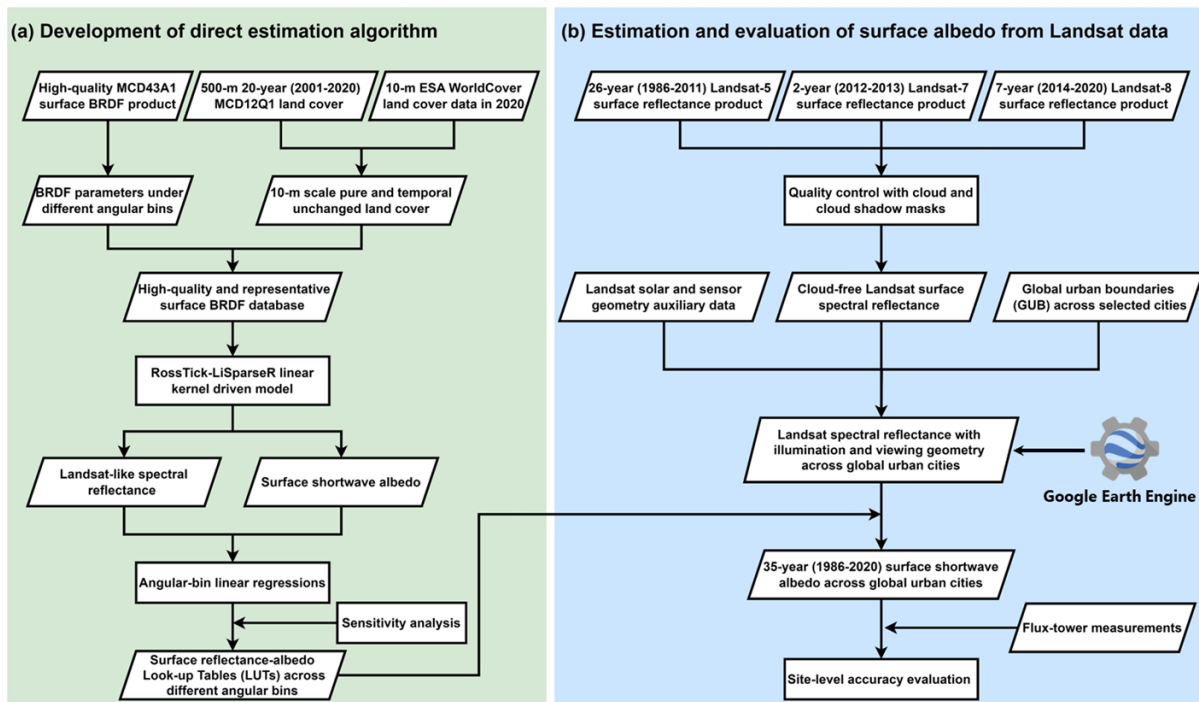 (a) Development of direct estimation algorithm
High-quality MCD43A1
surface BRDF product
500-m 20-year (2001-2020)
MCD12Q1 land cover
10-m ESA WorldCover
land cover data in 2020
BRDF parameters under
different angular bins
10-m scale pure and temporal
unchanged land cover
High-quality and representative
surface BRDF database
RossTick-LiSparseR linear
kernel driven model
Landsat-like spectral
reflectance
Surface shortwave albedo
Angular-bin linear regressions
Sensitivity analysis
Surface reflectance-albedo
Look-up Tables (LUTs) across
different angular bins
(b) Estimation and evaluation of surface albedo from Landsat data
26-year (1986-2011) Landsat-5
surface reflectance product
2-year (2012-2013) Landsat-7
surface reflectance product
7-year (2014-2020) Landsat-8
surface reflectance product
Quality control with cloud and
cloud shadow masks
Landsat solar and sensor
geometry auxiliary data
Cloud-free Landsat surface
spectral reflectance
Global urban boundaries
(GUB) across selected cities
Landsat spectral reflectance with
illumination and viewing geometry
across global urban cities
Google Earth Engine
35-year (1986-2020) surface shortwave
albedo across global urban cities
Flux-tower measurements
Site-level accuracy evaluation